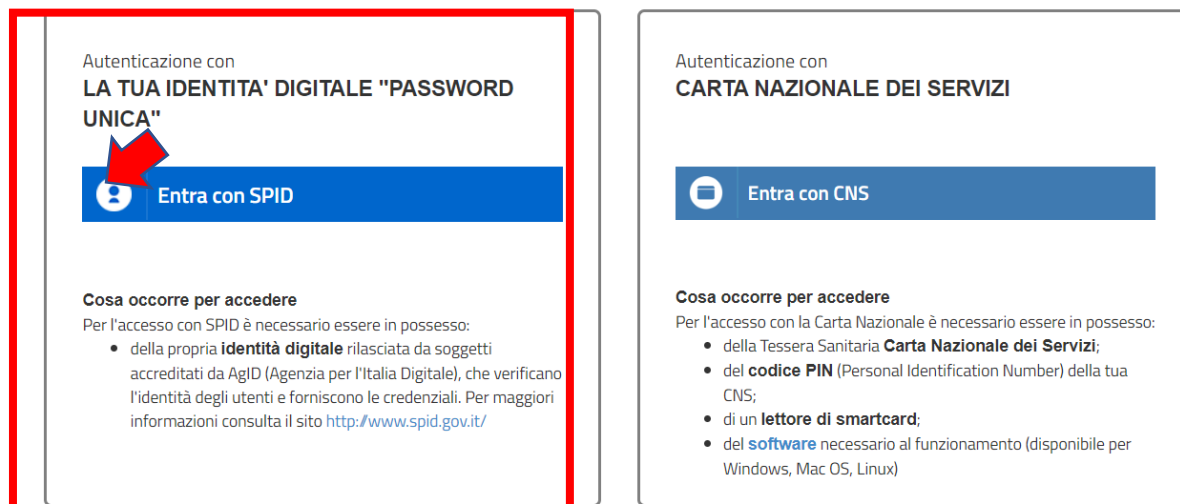 Autenticazione con
LA TUA IDENTITA' DIGITALE "PASSWORD
UNICA"
Entra con SPID
Cosa occorre per accedere
Per l'accesso con SPID è necessario essere in possesso:
• della propria identità digitale rilasciata da soggetti
accreditati da AgID (Agenzia per l'Italia Digitale), che verificano
l'identità degli utenti e forniscono le credenziali. Per maggiori
informazioni consulta il sito http://www.spid.gov.it/
Autenticazione con
CARTA NAZIONALE DEI SERVIZI
Entra con CNS
Cosa occorre per accedere
Per l'accesso con la Carta Nazionale è necessario essere in possesso:
• della Tessera Sanitaria Carta Nazionale dei Servizi;
• del codice PIN (Personal Identification Number) della tua
CNS;
• di un lettore di smartcard;
• del software necessario al funzionamento (disponibile per
Windows, Mac OS, Linux)